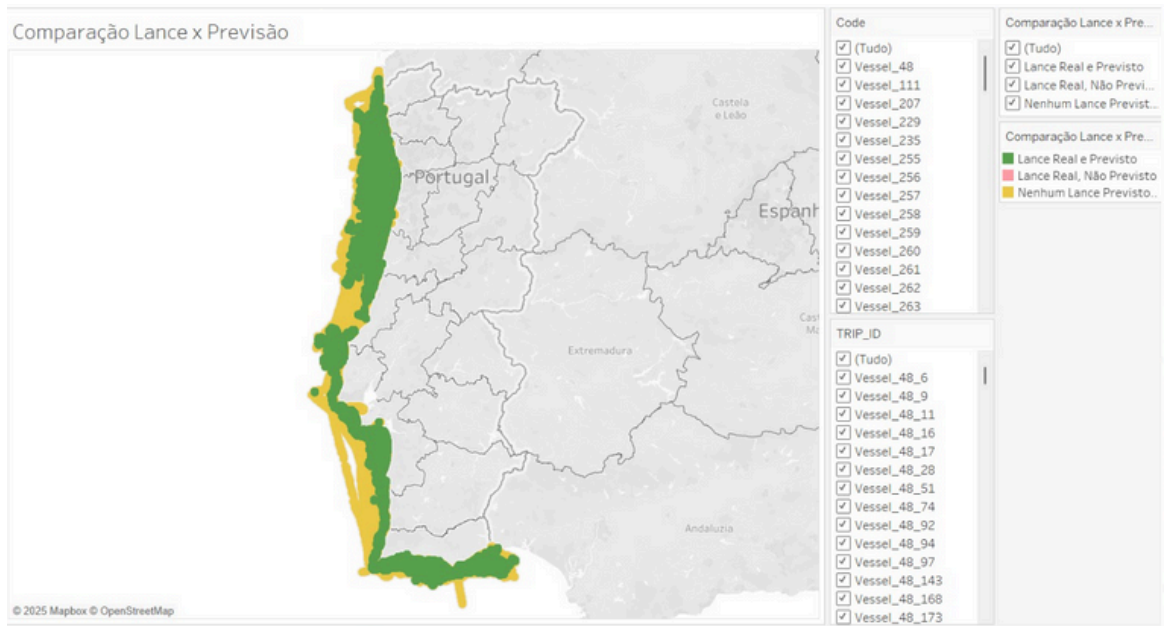 Comparação Lance x Previsão
Castela
e Leão
Portugal
Espanh
Cast
Ma
Extremadura
Andaluzia
© 2025 Mapbox © OpenStreetMap
Code
(Tudo)
Vessel_48
Vessel_111
Vessel_207
Vessel_229
Vessel_235
Vessel_255
Vessel_256
Vessel_257
Vessel_258
Vessel_259
Vessel_260
Vessel_261
Vessel_262
Vessel_263
TRIP_ID
(Tudo)
Vessel_48_6
Vessel_48_9
Vessel_48_11
Vessel_48_16
Vessel_48_17
Vessel_48_28
Vessel_48_51
Vessel_48_74
Vessel_48_92
Vessel_48_94
Vessel_48_97
Vessel_48_143
Vessel_48_168
Vessel_48_173
Comparação Lance x Pre...
(Tudo)
Lance Real e Previsto
Lance Real, Não Previ...
Nenhum Lance Previst...
Comparação Lance x Pre...
Lance Real e Previsto
Lance Real, Não Previsto
Nenhum Lance Previsto...